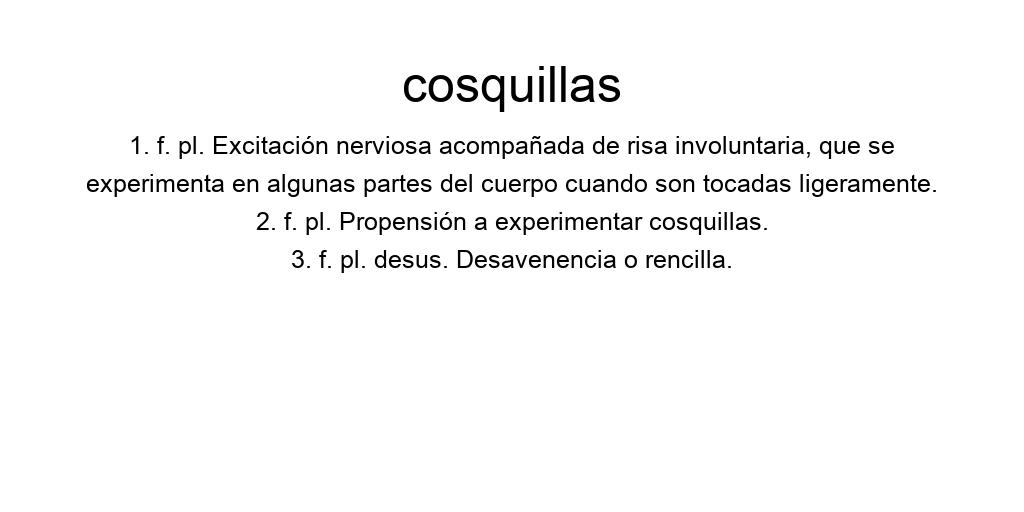 cosquillas
1. f. pl. Excitación nerviosa acompañada de risa involuntaria, que se
experimenta en algunas partes del cuerpo cuando son tocadas ligeramente.
2. f. pl. Propensión a experimentar cosquillas.
3. f. pl. desus. Desavenencia o rencilla.